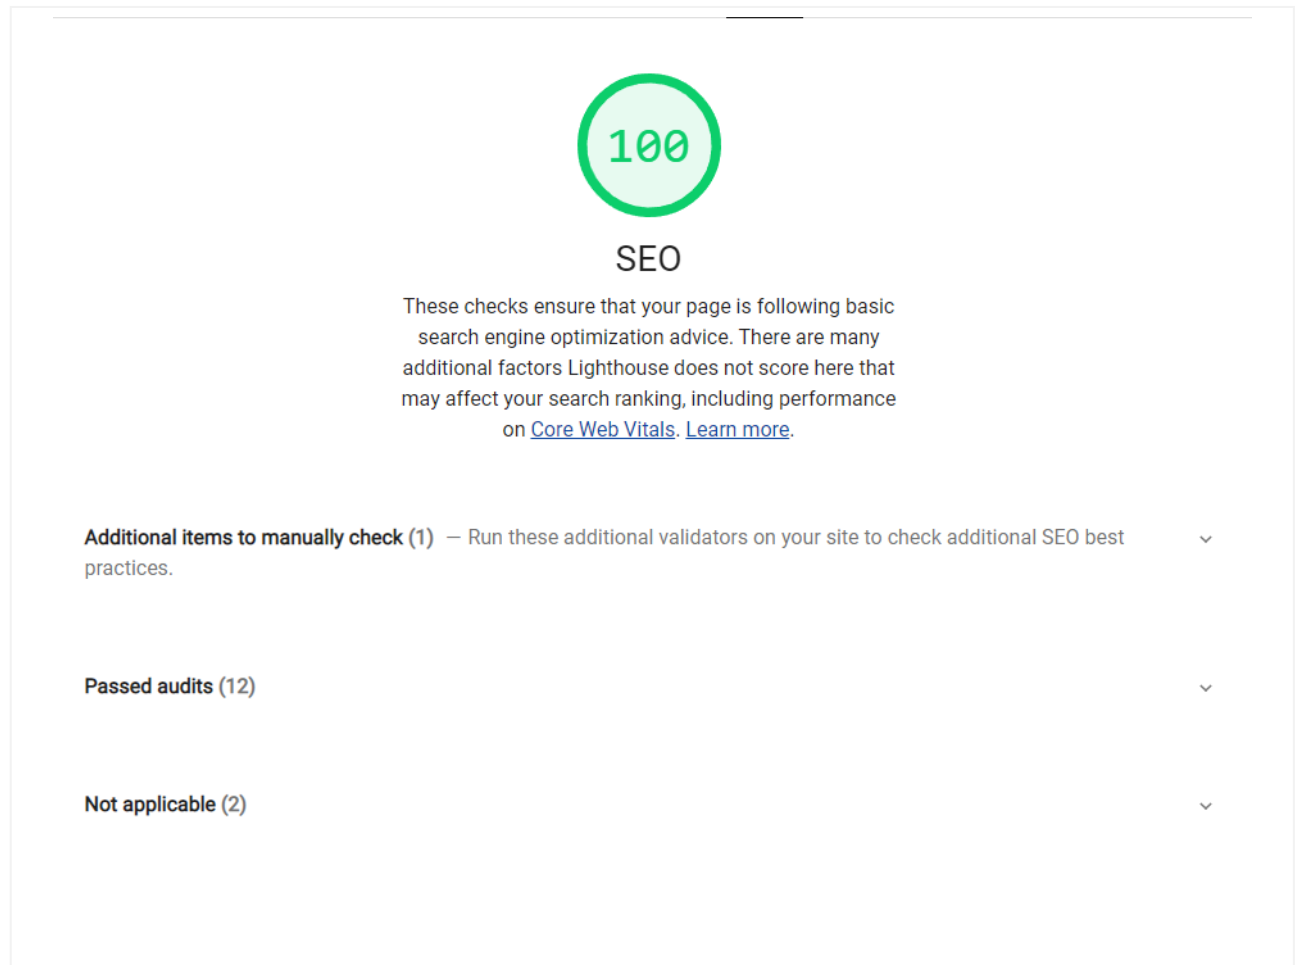 100
SEO
These checks ensure that your page is following basic
search engine optimization advice. There are many
additional factors Lighthouse does not score here that
may affect your search ranking, including performance
on Core Web Vitals. Learn more.
Additional items to manually check (1) — Run these additional validators on your site to check additional SEO best
practices.
Passed audits (12)
Not applicable (2)